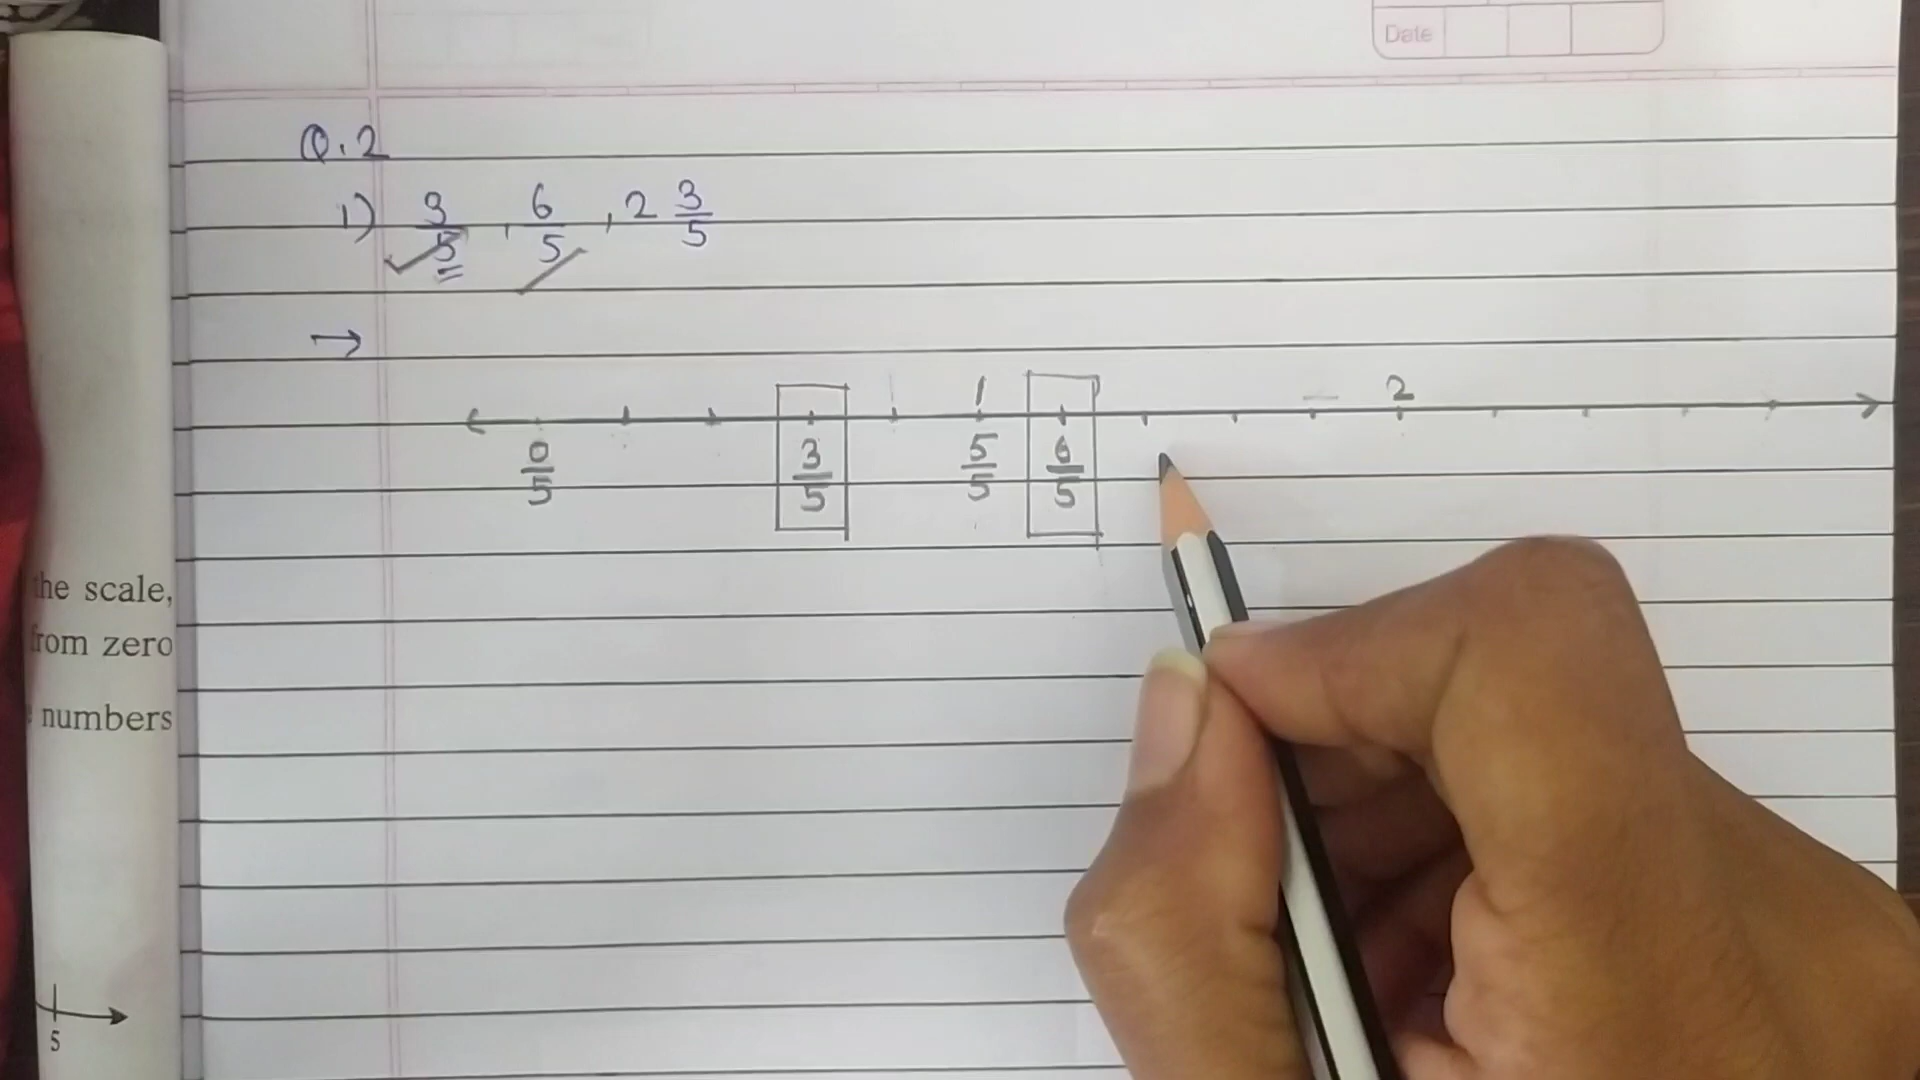 Date
Q.2
1) 3/5 , 6/5 , 2 3/5
→
1 2
0/5 3/5 5/5 6/5
the scale,
from zero
numbers
5